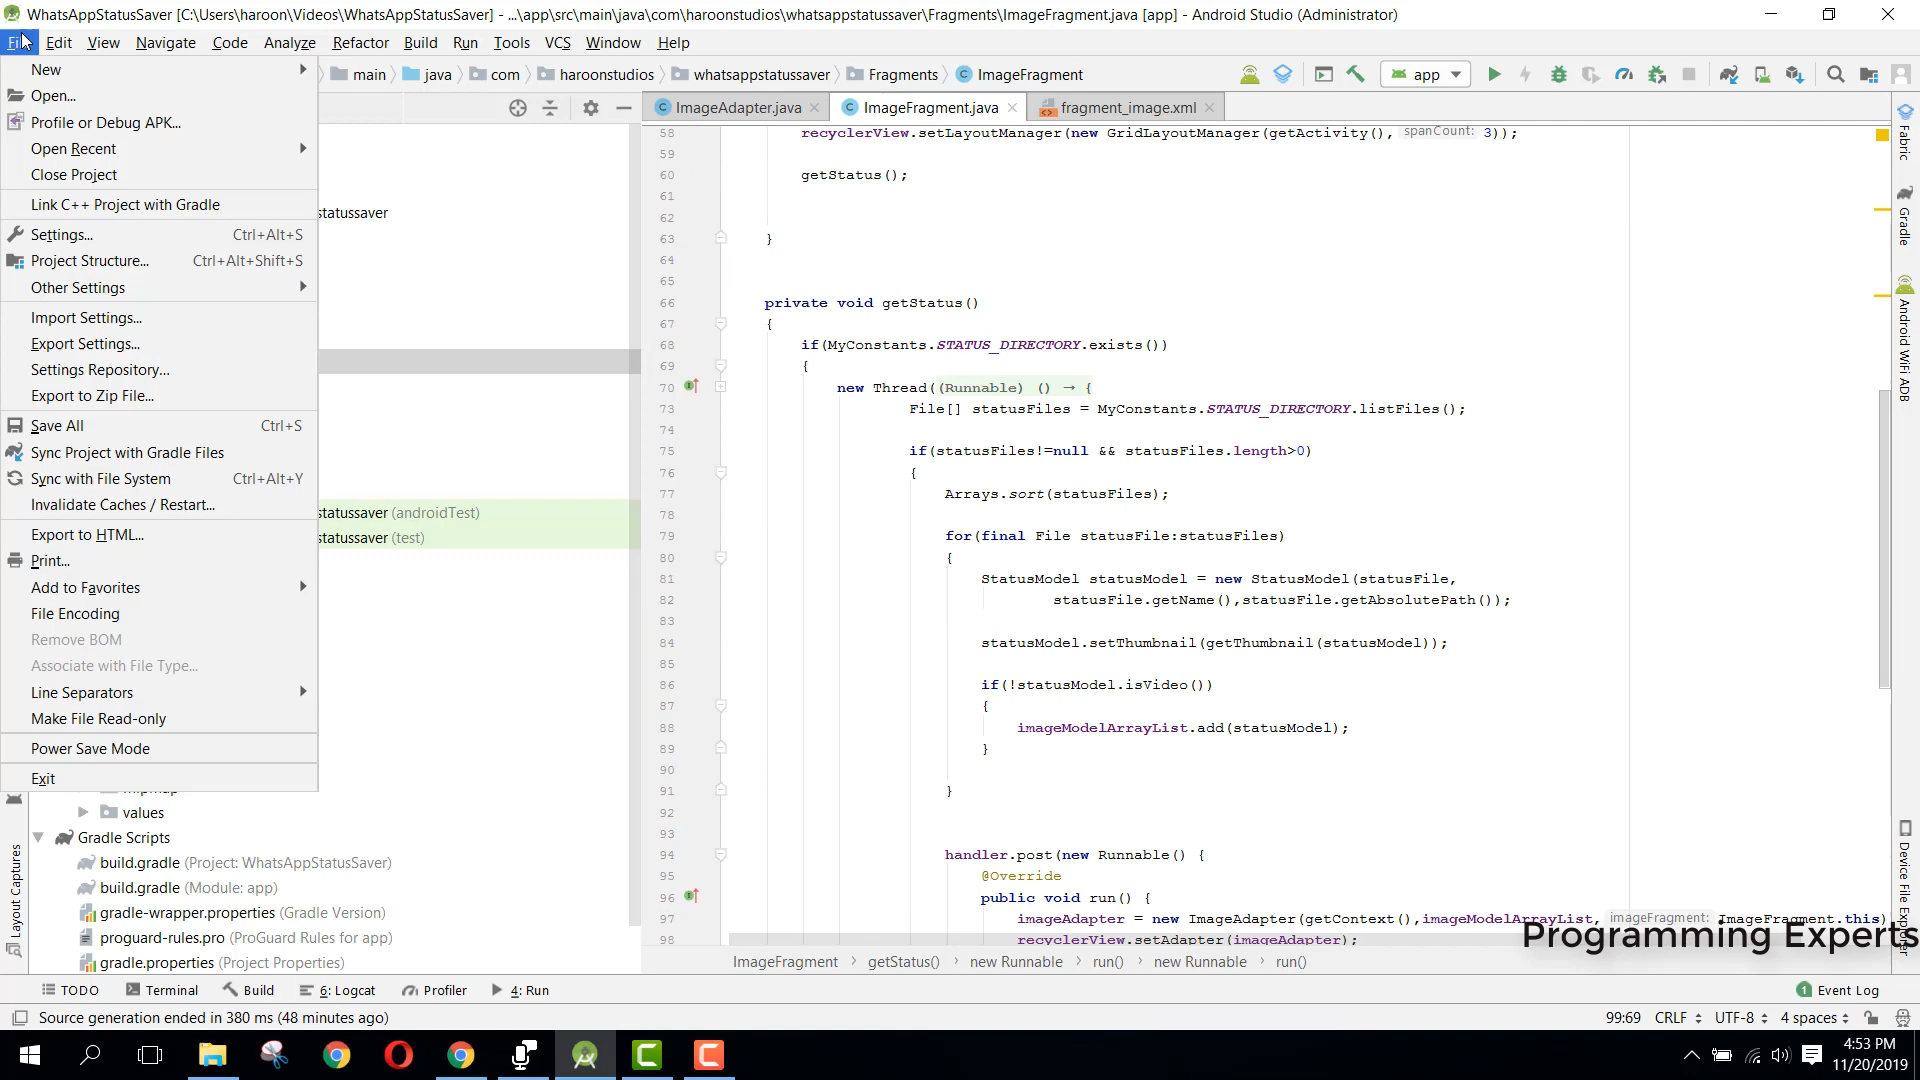 WhatsAppStatusSaver [C:\Users\haroon\Videos\WhatsAppStatusSaver] - ...\app\src\main\java\com\haroonstudios\whatsappstatussaver\Fragments\ImageFragment.java [app] - Android Studio (Administrator)
Edit View Navigate Code Analyze Refactor Build Run Tools VCS Window Help
main java com haroonstudios whatsappstatussaver Fragments ImageFragment app
ImageAdapter.java ImageFragment.java fragment_image.xml
New
Open...
Profile or Debug APK...
Open Recent
Close Project
Link C++ Project with Gradle
Settings... Ctrl+Alt+S
Project Structure... Ctrl+Alt+Shift+S
Other Settings
Import Settings...
Export Settings...
Settings Repository...
Export to Zip File...
Save All Ctrl+S
Sync Project with Gradle Files
Sync with File System Ctrl+Alt+Y
Invalidate Caches / Restart...
Export to HTML...
Print...
Add to Favorites
File Encoding
Remove BOM
Associate with File Type...
Line Separators
Make File Read-only
Power Save Mode
Exit
statussaver
statussaver (androidTest)
statussaver (test)
values
Gradle Scripts
build.gradle (Project: WhatsAppStatusSaver)
build.gradle (Module: app)
gradle-wrapper.properties (Gradle Version)
proguard-rules.pro (ProGuard Rules for app)
gradle.properties (Project Properties)
Layout Captures
58 recyclerView.setLayoutManager(new GridLayoutManager(getActivity(), spanCount: 3));
59
60 getStatus();
61
62
63 }
64
65
66 private void getStatus()
67 {
68 if(MyConstants.STATUS_DIRECTORY.exists())
69 {
70 new Thread((Runnable) () → {
73 File[] statusFiles = MyConstants.STATUS_DIRECTORY.listFiles();
74
75 if(statusFiles!=null && statusFiles.length>0)
76 {
77 Arrays.sort(statusFiles);
78
79 for(final File statusFile:statusFiles)
80 {
81 StatusModel statusModel = new StatusModel(statusFile,
82 statusFile.getName(),statusFile.getAbsolutePath());
83
84 statusModel.setThumbnail(getThumbnail(statusModel));
85
86 if(!statusModel.isVideo())
87 {
88 imageModelArrayList.add(statusModel);
89 }
90
91 }
92
93
94 handler.post(new Runnable() {
95 @Override
96 public void run() {
97 imageAdapter = new ImageAdapter(getContext(),imageModelArrayList, imageFragment: ImageFragment.this)
98 recyclerView.setAdapter(imageAdapter);
Programming Experts
ImageFragment > getStatus() > new Runnable > run() > new Runnable > run()
Fabric
Gradle
Android WiFi ADB
Device File Explorer
TODO Terminal Build 6: Logcat Profiler 4: Run 1 Event Log
Source generation ended in 380 ms (48 minutes ago) 99:69 CRLF UTF-8 4 spaces
4:53 PM
11/20/2019